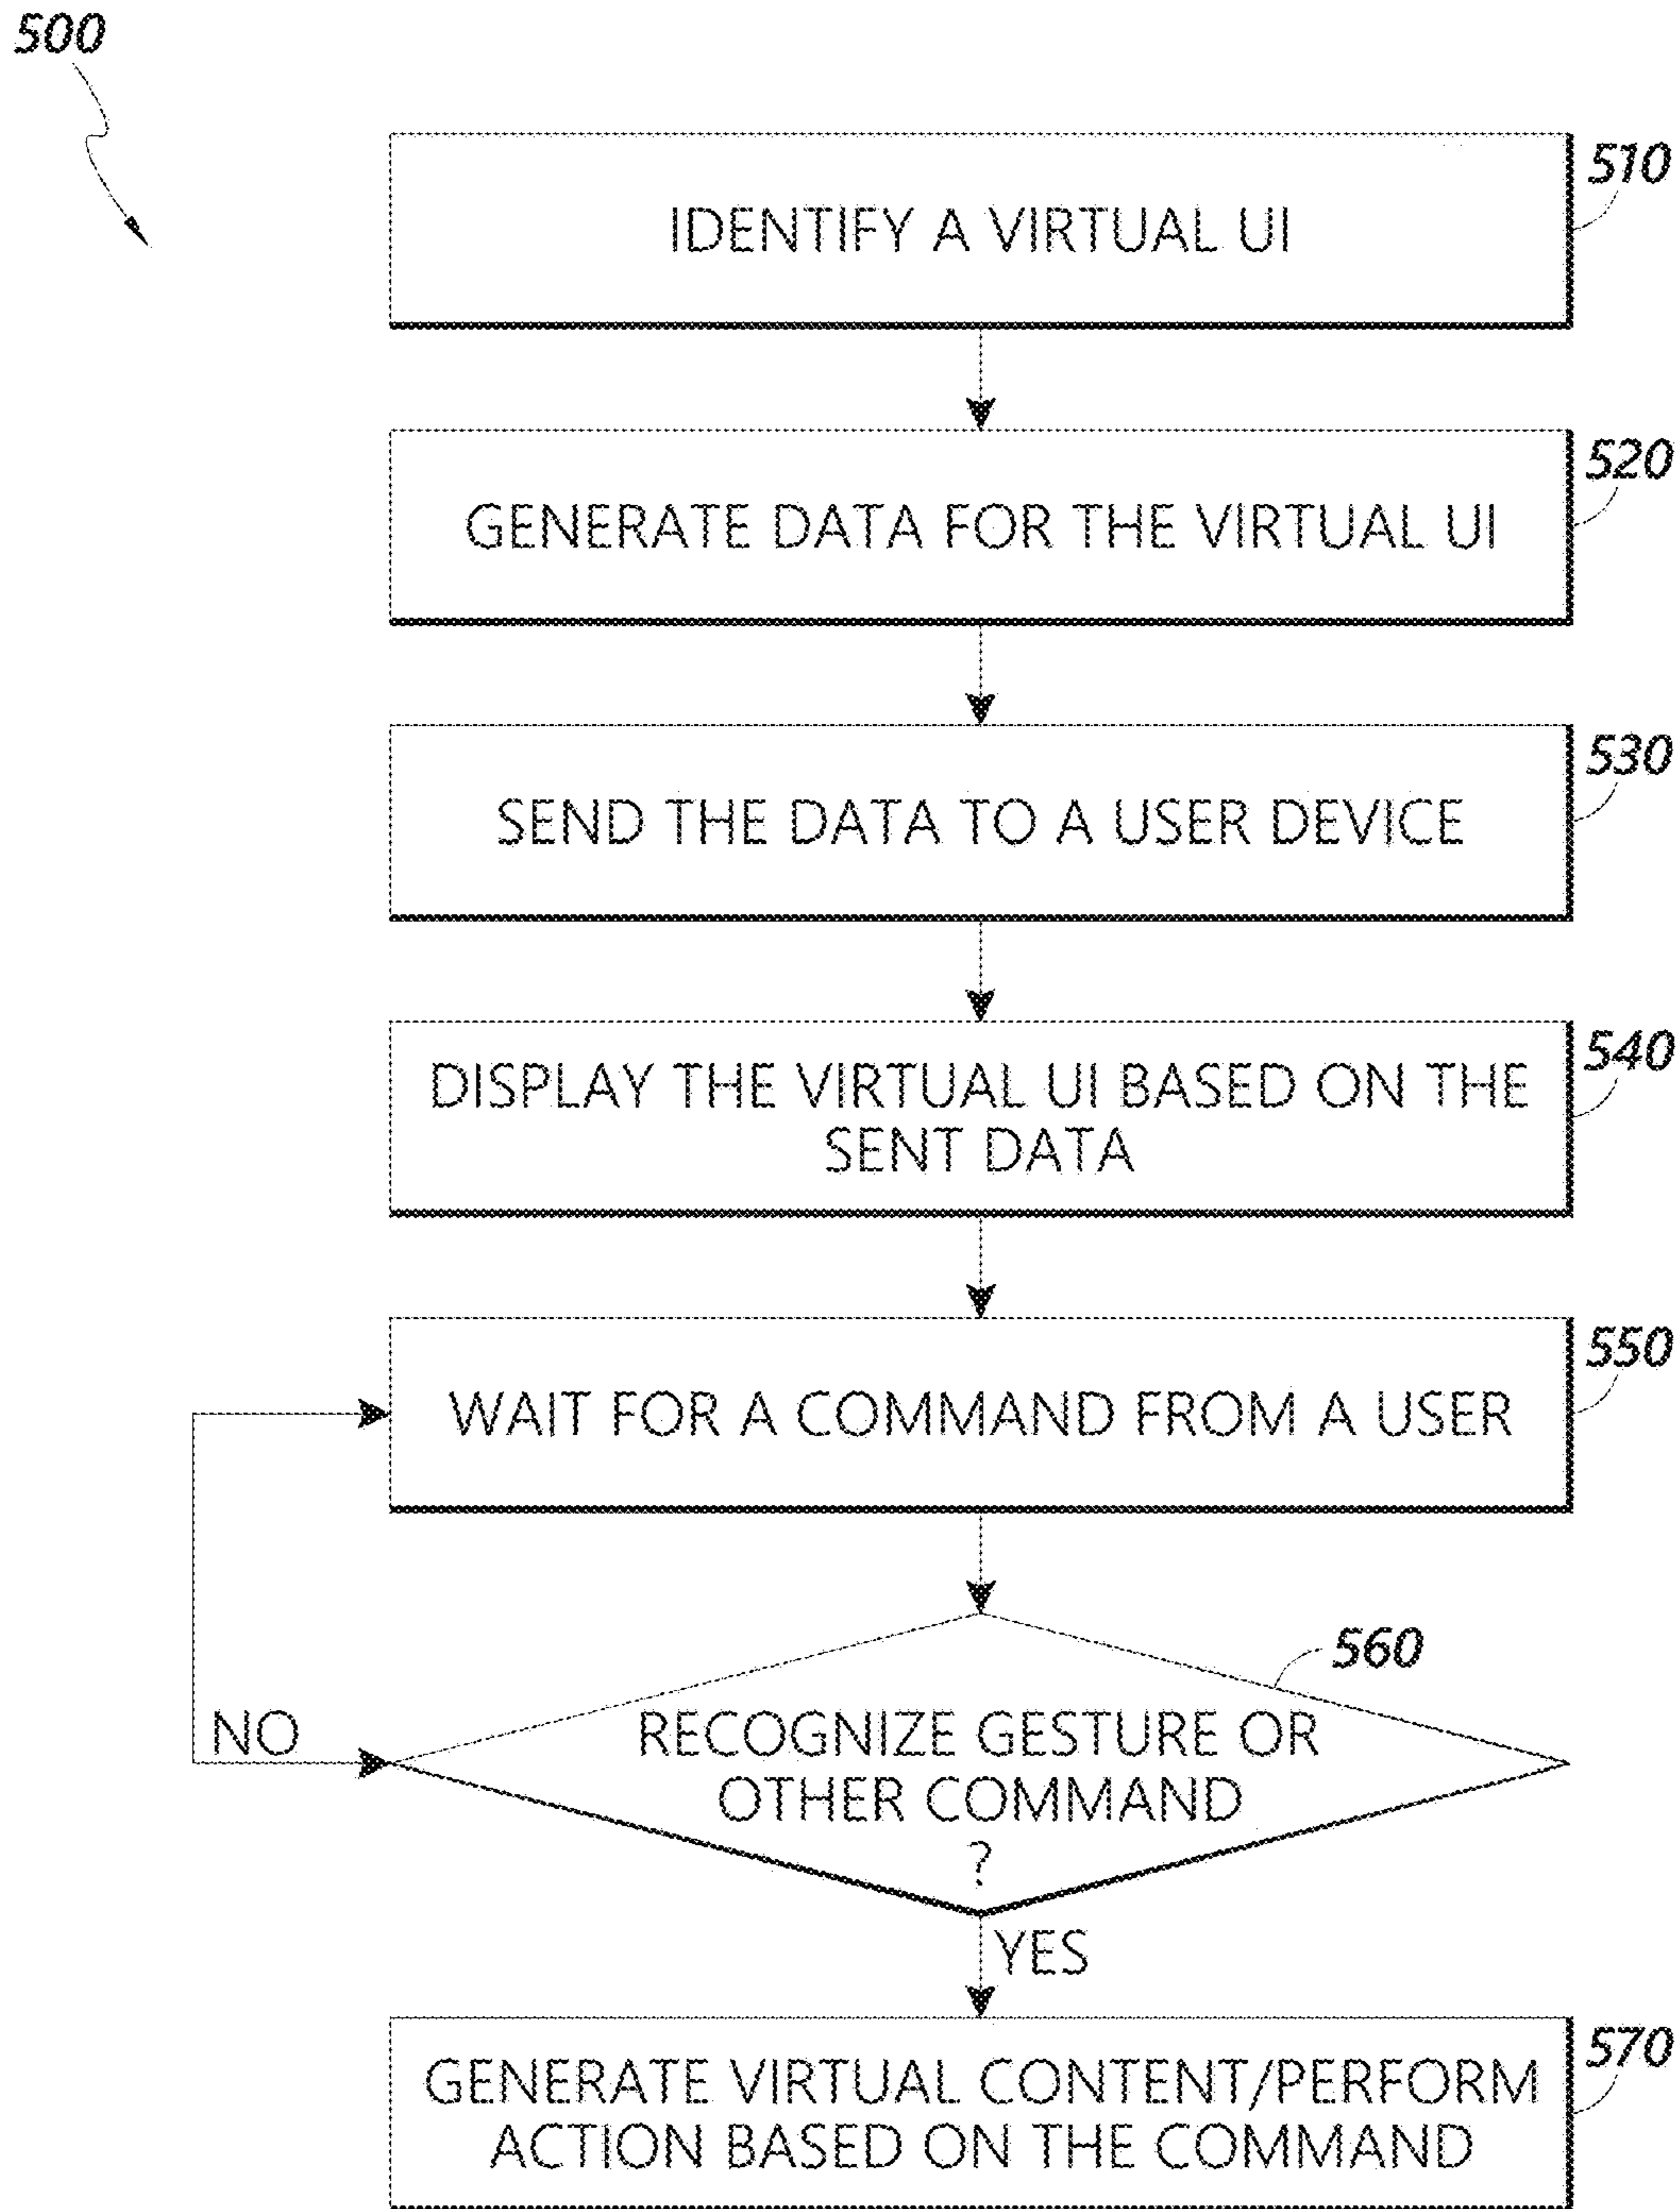 500
510
IDENTIFY A VIRTUAL UI
520
GENERATE DATA FOR THE VIRTUAL UI
530
SEND THE DATA TO A USER DEVICE
540
DISPLAY THE VIRTUAL UI BASED ON THE
SENT DATA
550
WAIT FOR A COMMAND FROM A USER
560
NO
RECOGNIZE GESTURE OR
OTHER COMMAND
?
YES
570
GENERATE VIRTUAL CONTENT/PERFORM
ACTION BASED ON THE COMMAND